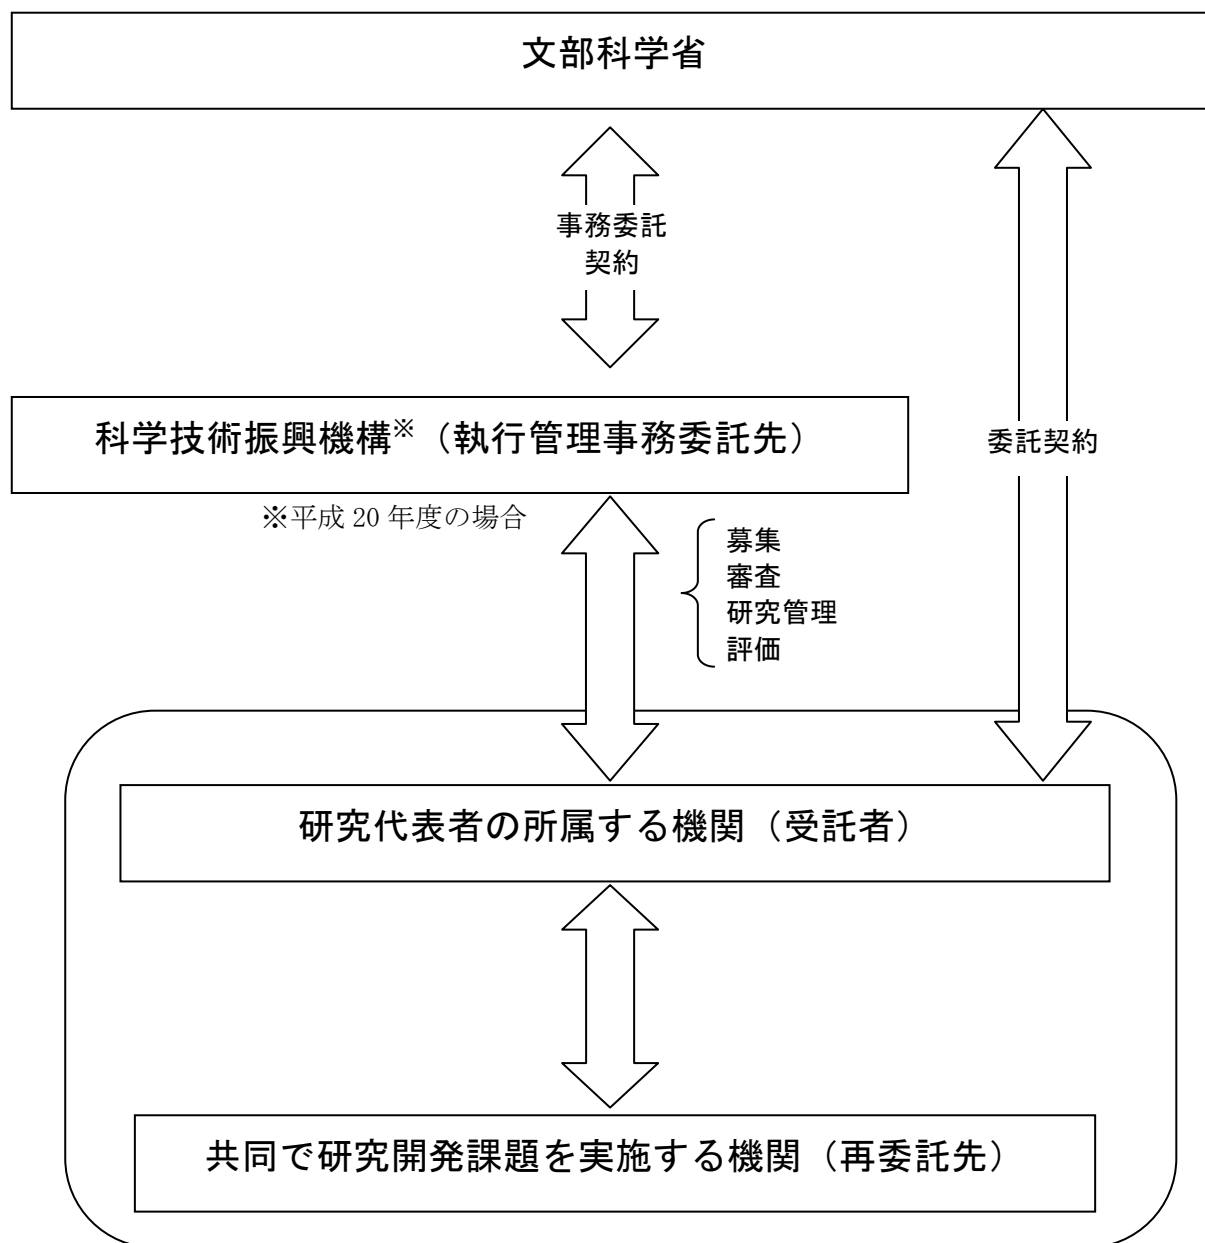 文部科学省
事務委託
契約
科学技術振興機構※（執行管理事務委託先）
委託契約
※平成 20 年度の場合
募集
審査
研究管理
評価
研究代表者の所属する機関（受託者）
共同で研究開発課題を実施する機関（再委託先）